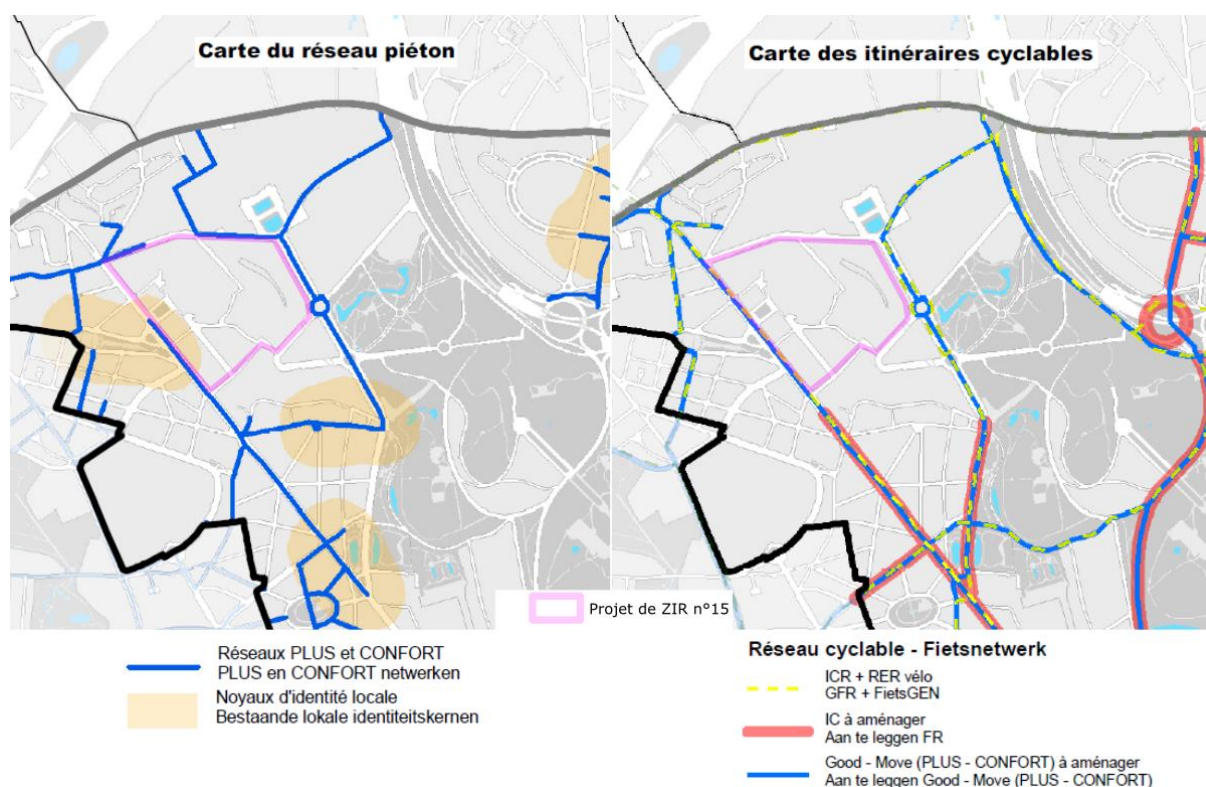 Carte du réseau piéton
Carte des itinéraires cyclables
Projet de ZIR n°15
Réseaux PLUS et CONFORT
PLUS en CONFORT netwerken
Noyaux d'identité locale
Bestaande lokale identiteitskernen
Réseau cyclable - Fietsnetwerk
ICR + RER vélo
GFR + FietsGEN
IC à aménager
Aan te leggen FR
Good - Move (PLUS - CONFORT) à aménager
Aan te leggen Good - Move (PLUS - CONFORT)